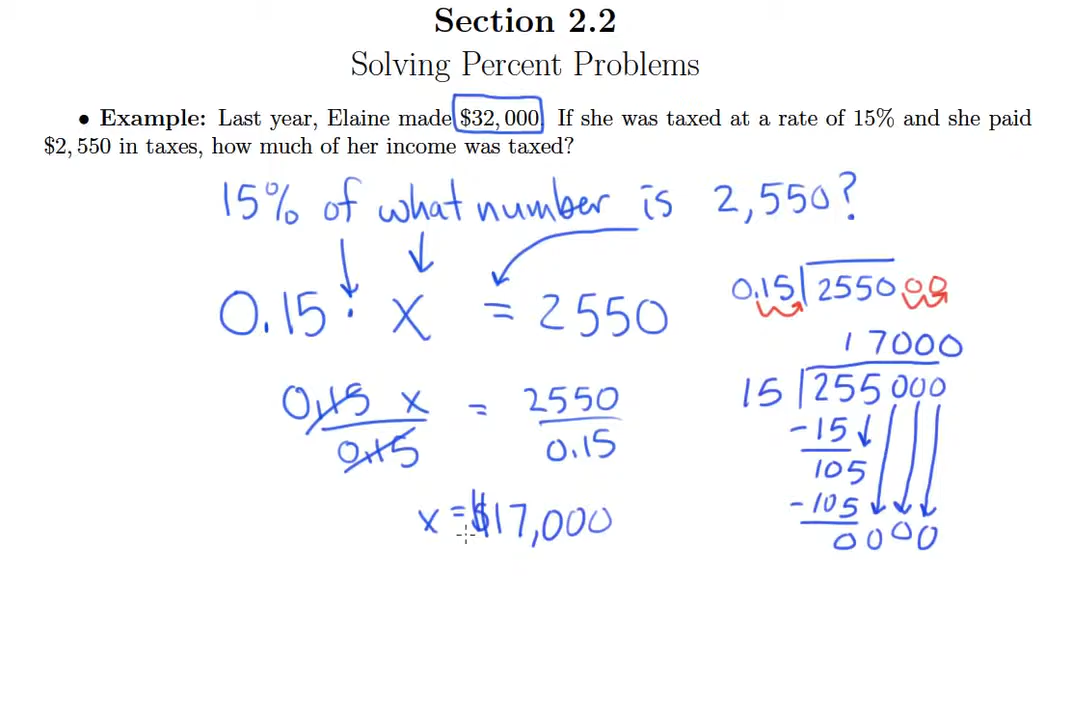 Section 2.2
Solving Percent Problems
• Example: Last year, Elaine made $32,000. If she was taxed at a rate of 15% and she paid
$2,550 in taxes, how much of her income was taxed?
15% of what number is 2,550?
0.15 · x = 2550
0.15 x / 0.15 = 2550 / 0.15
x = $17,000
0.15 2550 00
17000
15 255 000
-15
105
-105
0000